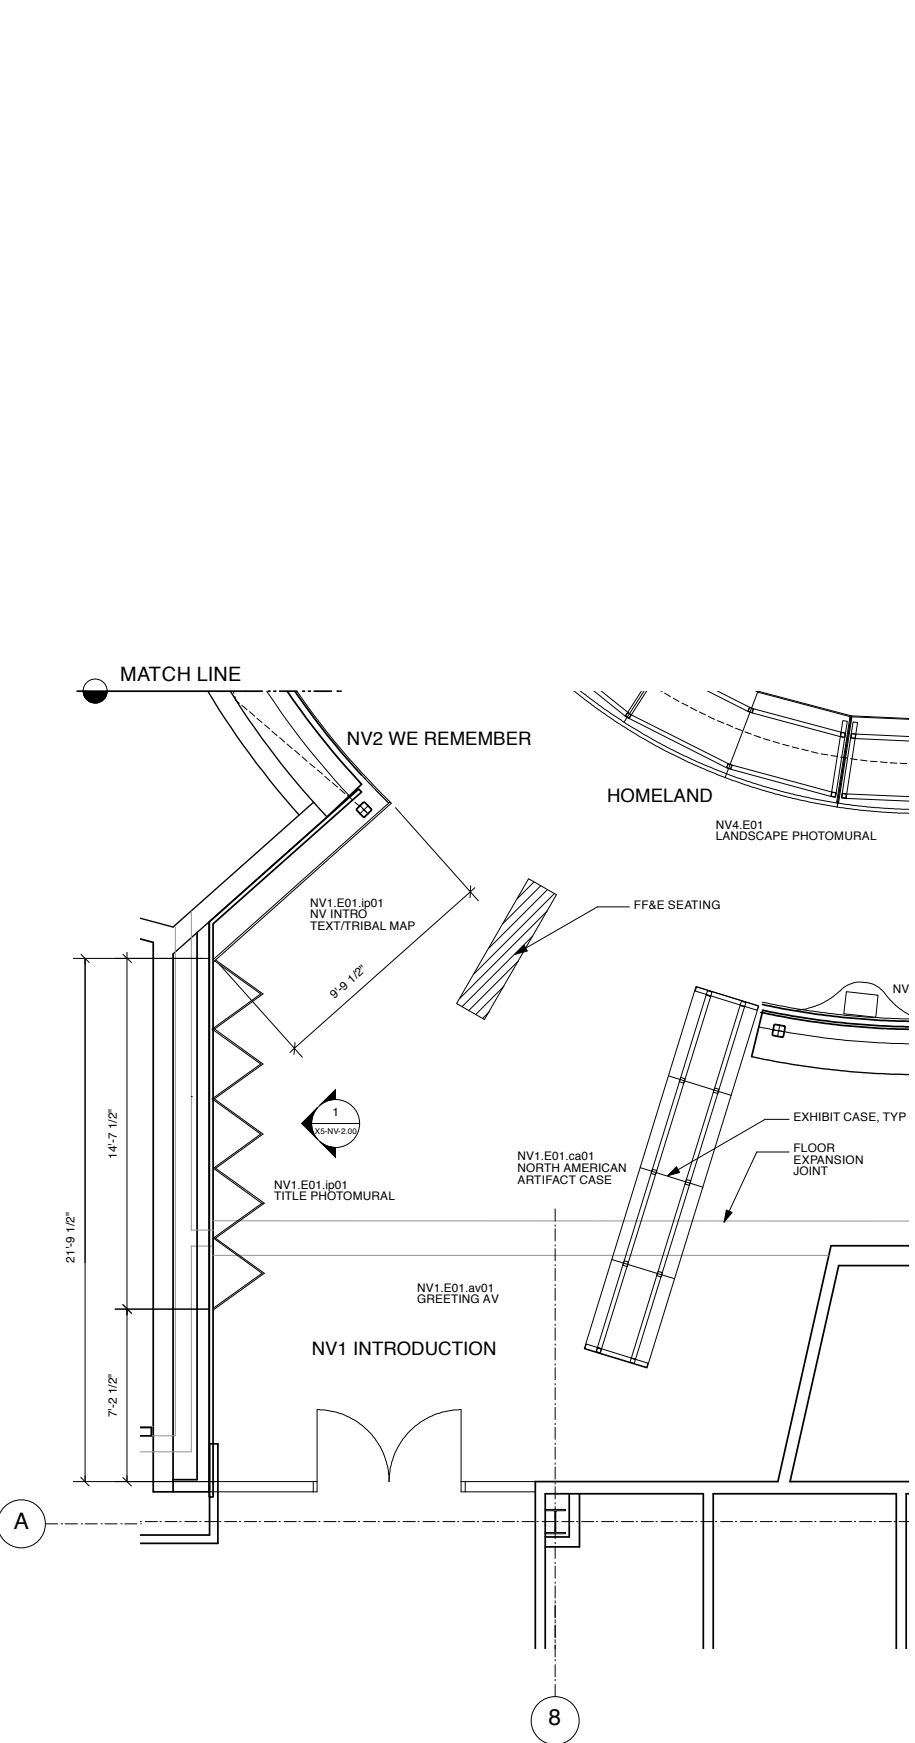 MATCH LINE
NV2 WE REMEMBER
HOMELAND
NV4.E01
LANDSCAPE PHOTOMURAL
NV1.E01.ip01
NV INTRO
TEXT/TRIBAL MAP
FF&E SEATING
9'-9 1/2"
NV
14'-7 1/2"
1
X5-NV-2.00
EXHIBIT CASE, TYP
FLOOR
EXPANSION
JOINT
NV1.E01.ca01
NORTH AMERICAN
ARTIFACT CASE
NV1.E01.ip01
TITLE PHOTOMURAL
21'-9 1/2"
NV1.E01.av01
GREETING AV
NV1 INTRODUCTION
7'-2 1/2"
A
8